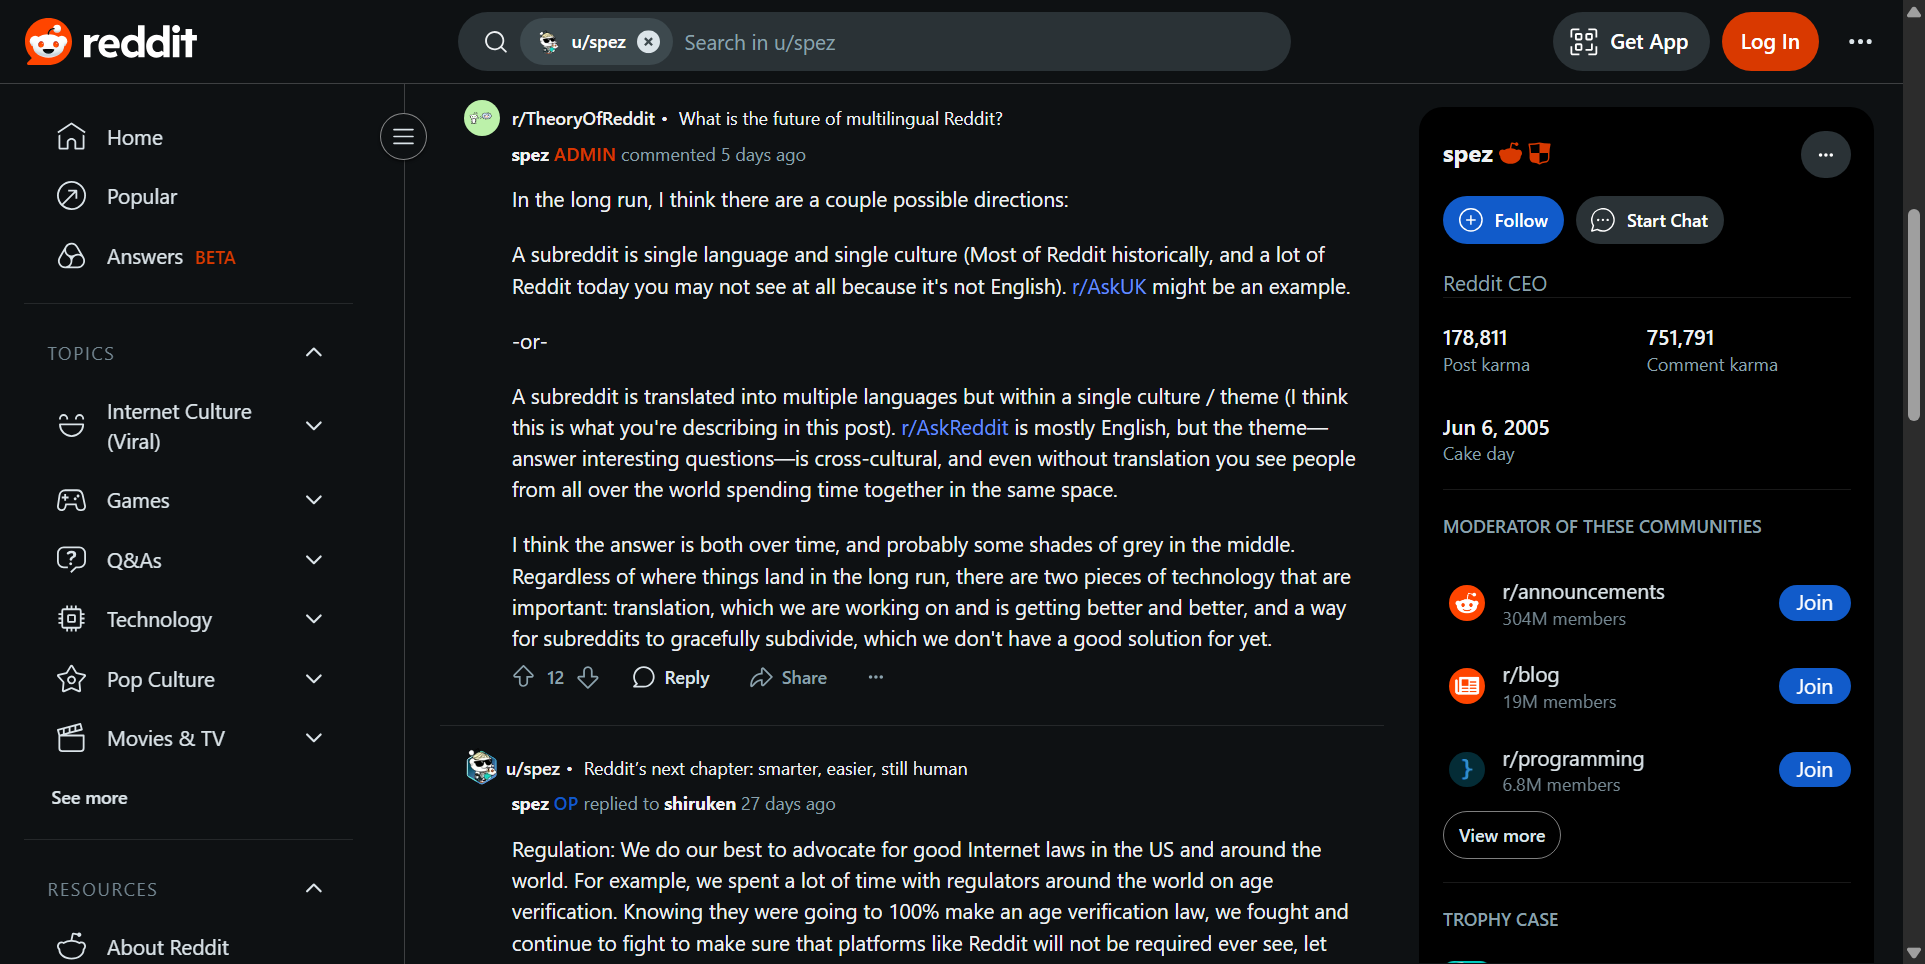 reddit
u/spez
Search in u/spez
Get App
Log In
Home
Popular
Answers BETA
TOPICS
Internet Culture
(Viral)
Games
Q&As
Technology
Pop Culture
Movies & TV
See more
RESOURCES
About Reddit
r/TheoryOfReddit • What is the future of multilingual Reddit?
spez ADMIN commented 5 days ago
In the long run, I think there are a couple possible directions:
A subreddit is single language and single culture (Most of Reddit historically, and a lot of
Reddit today you may not see at all because it's not English). r/AskUK might be an example.
-or-
A subreddit is translated into multiple languages but within a single culture / theme (I think
this is what you're describing in this post). r/AskReddit is mostly English, but the theme—
answer interesting questions—is cross-cultural, and even without translation you see people
from all over the world spending time together in the same space.
I think the answer is both over time, and probably some shades of grey in the middle.
Regardless of where things land in the long run, there are two pieces of technology that are
important: translation, which we are working on and is getting better and better, and a way
for subreddits to gracefully subdivide, which we don't have a good solution for yet.
12
Reply
Share
u/spez • Reddit’s next chapter: smarter, easier, still human
spez OP replied to shiruken 27 days ago
Regulation: We do our best to advocate for good Internet laws in the US and around the
world. For example, we spent a lot of time with regulators around the world on age
verification. Knowing they were going to 100% make an age verification law, we fought and
continue to fight to make sure that platforms like Reddit will not be required ever see, let
spez
Follow
Start Chat
Reddit CEO
178,811
Post karma
751,791
Comment karma
Jun 6, 2005
Cake day
MODERATOR OF THESE COMMUNITIES
r/announcements
304M members
Join
r/blog
19M members
Join
r/programming
6.8M members
Join
View more
TROPHY CASE